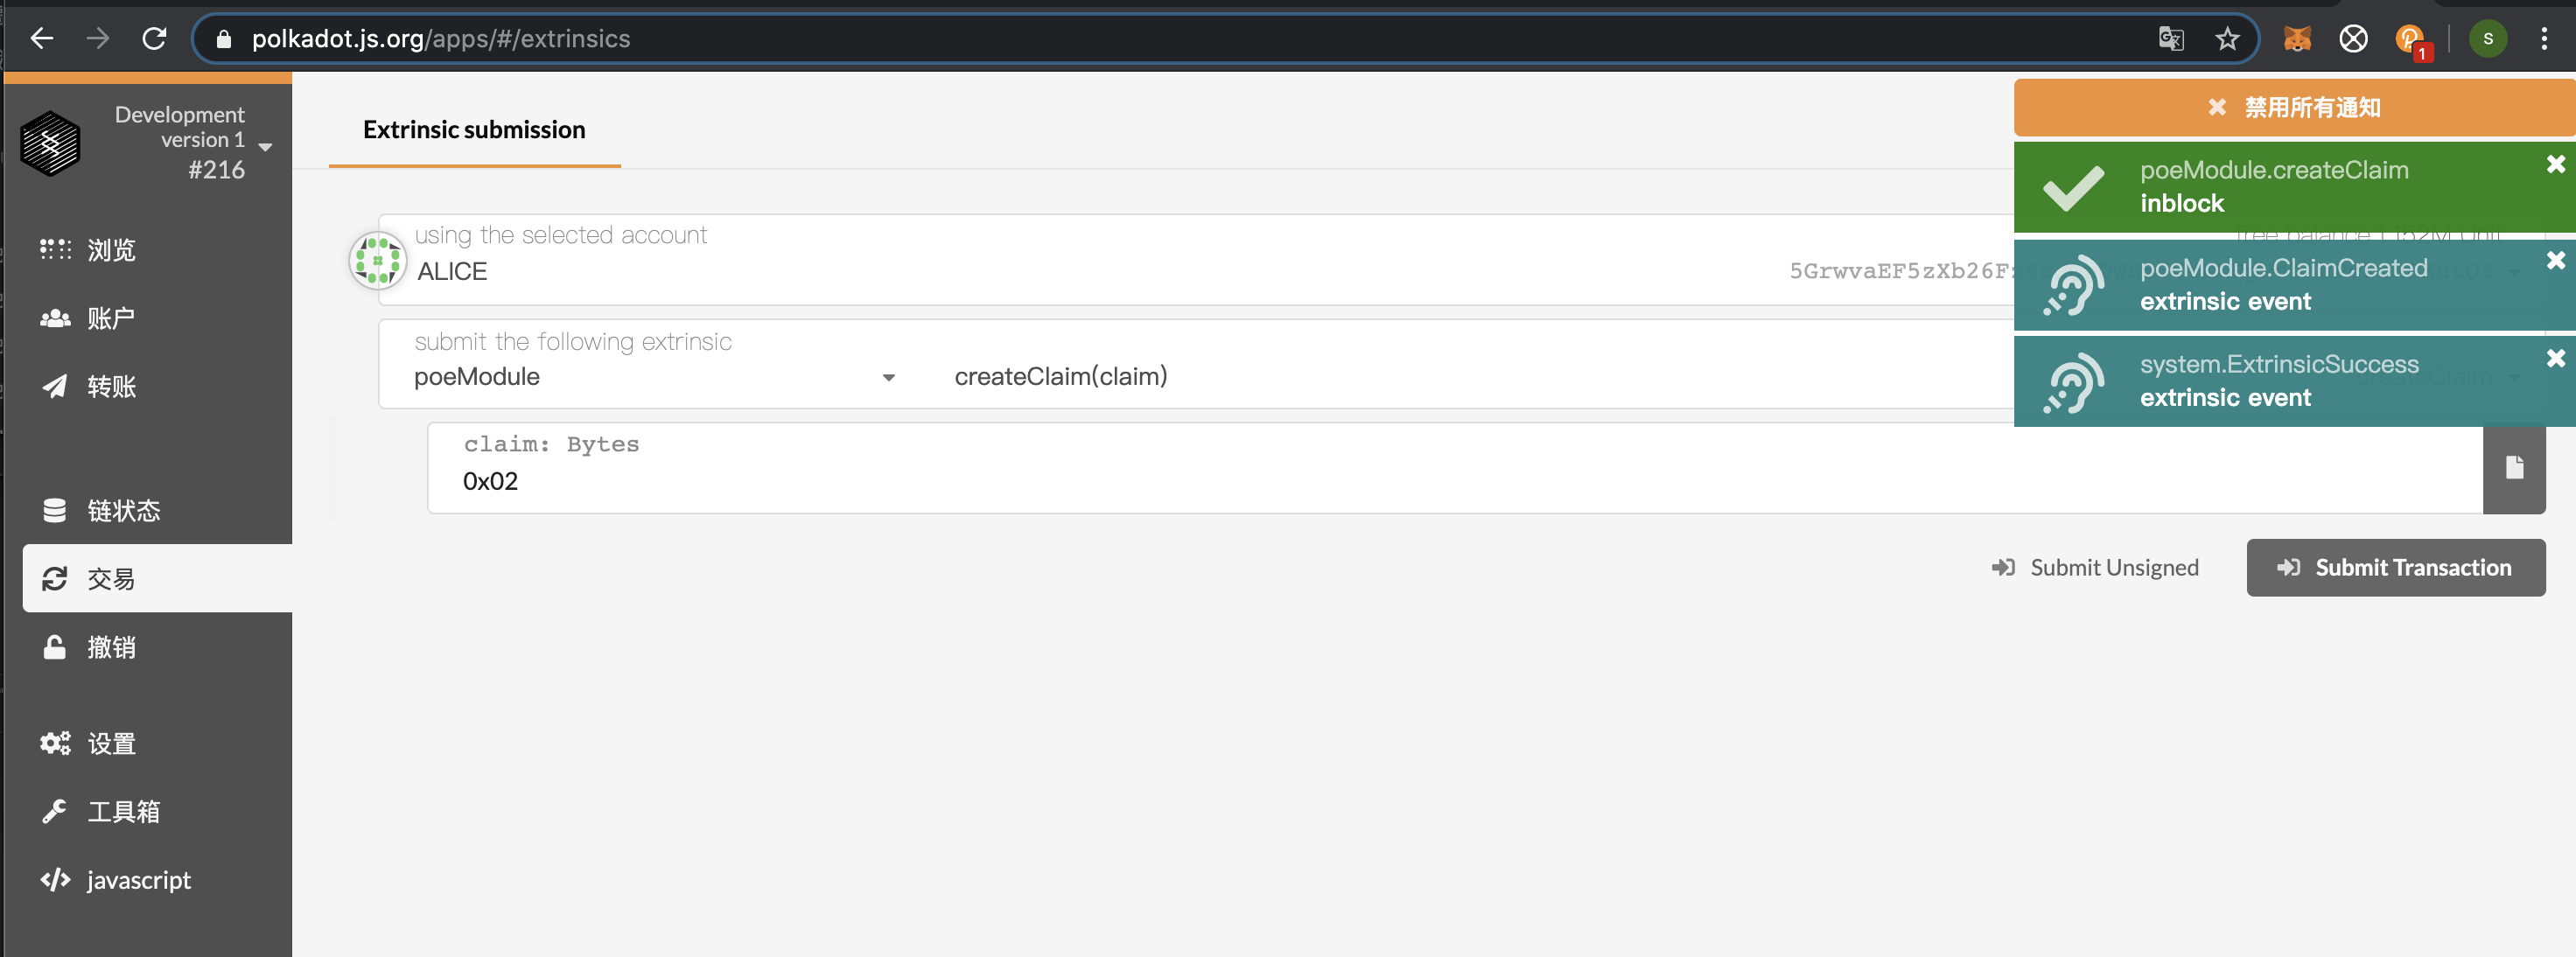 polkadot.js.org/apps/#/extrinsics
1
S
Development
version 1
#216
浏览
账户
转账
链状态
交易
撤销
设置
工具箱
javascript
Extrinsic submission
using the selected account
ALICE
5GrwvaEF5zXb26F
free balance
submit the following extrinsic
poeModule
createClaim(claim)
claim: Bytes
0x02
Submit Unsigned
Submit Transaction
禁用所有通知
poeModule.createClaim
inblock
poeModule.ClaimCreated
extrinsic event
system.ExtrinsicSuccess
extrinsic event